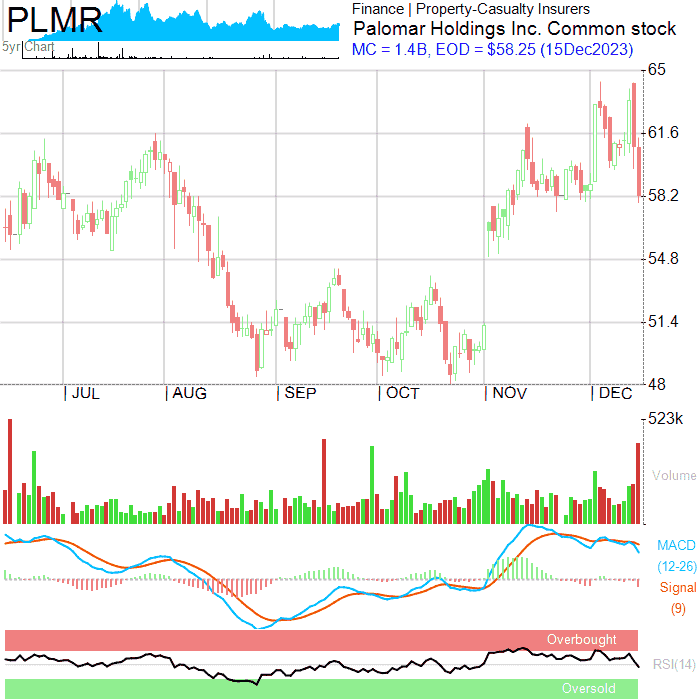 PLMR
5yr Chart
Finance | Property-Casualty Insurers
Palomar Holdings Inc. Common stock
MC = 1.4B, EOD = $58.25 (15Dec2023)
65
61.6
58.2
54.8
51.4
48
JUL
AUG
SEP
OCT
NOV
DEC
523k
Volume
MACD
(12-26)
Signal
(9)
Overbought
RSI(14)
Oversold